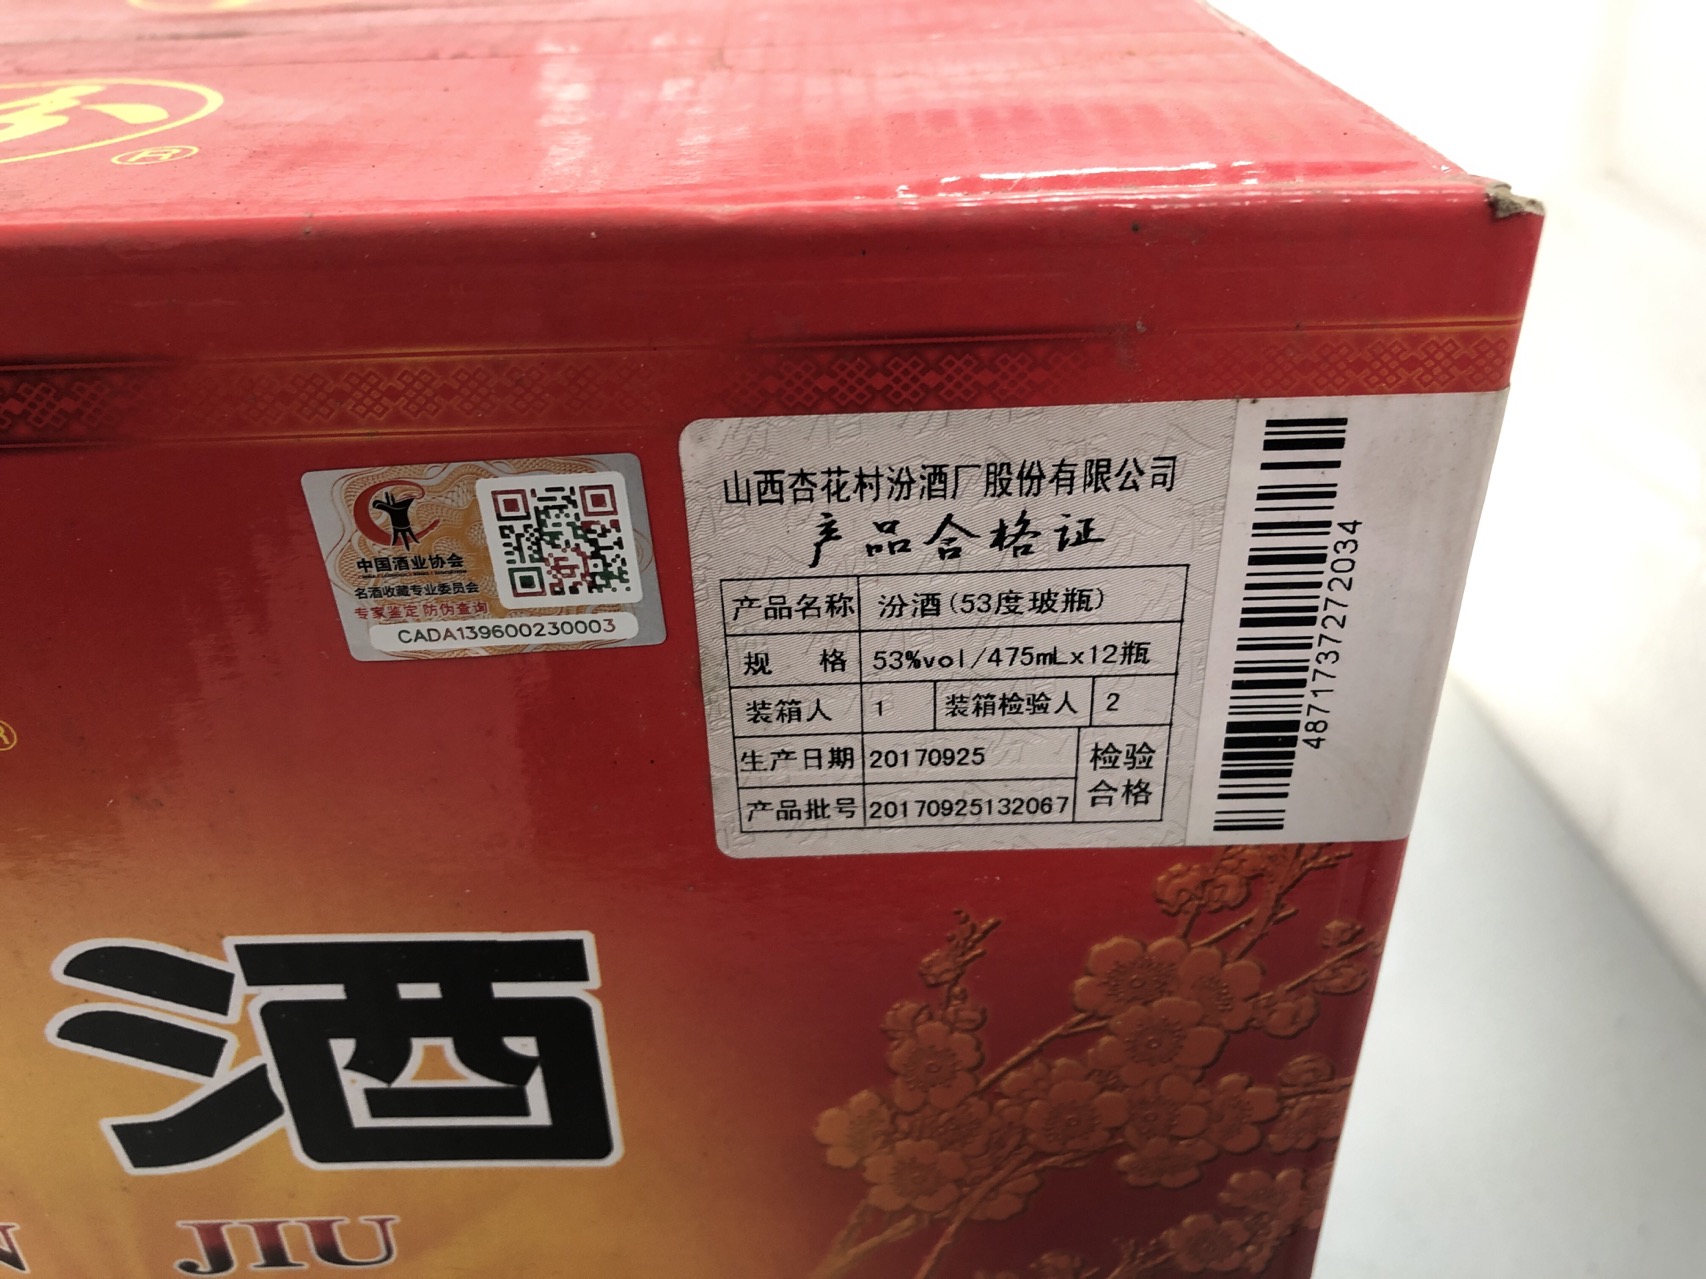 汾
®
中国酒业协会
名酒收藏专业委员会
专家鉴定 防伪查询
CADA139600230003
山西杏花村汾酒厂股份有限公司
产品合格证
产品名称 汾酒(53度玻瓶)
规 格 53%vol/475mLx12瓶
装箱人 1 装箱检验人 2
生产日期 20170925 检验
产品批号 20170925132067 合格
48717372722034
®
酒
N JIU